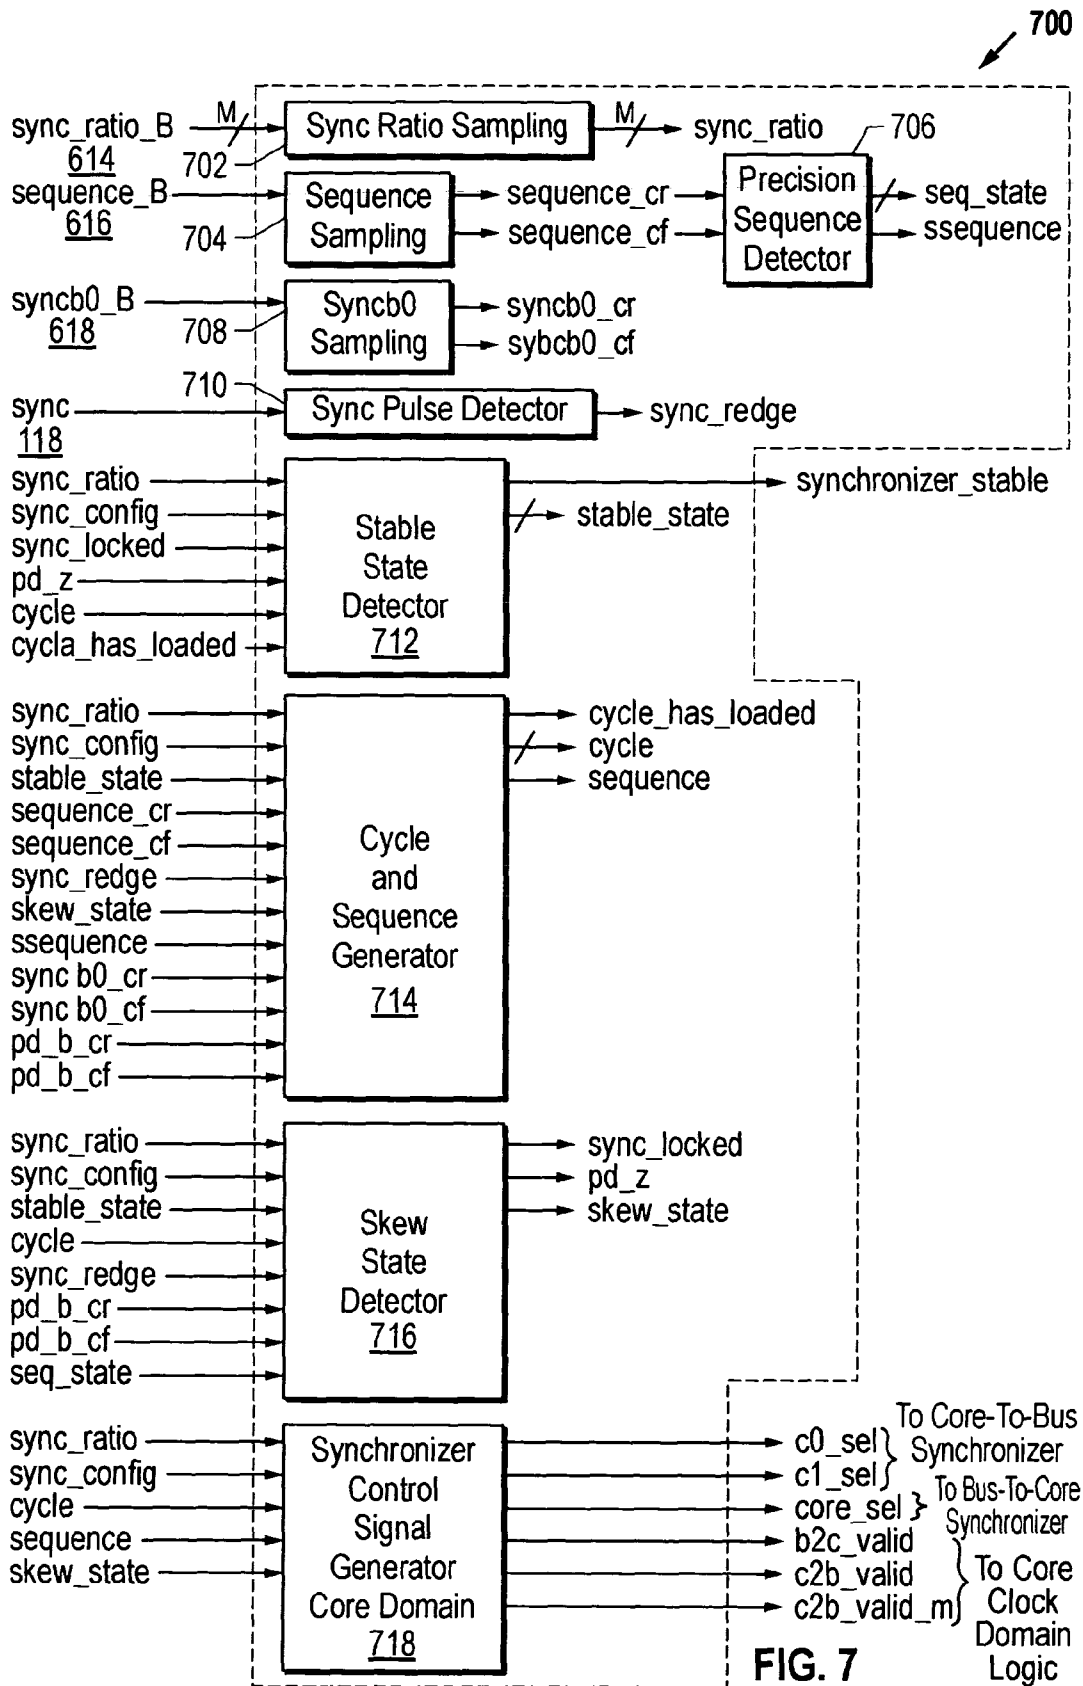 700
sync_ratio_B
614
M
Sync Ratio Sampling
702
M
sync_ratio
706
sequence_B
616
Sequence
Sampling
704
sequence_cr
sequence_cf
Precision
Sequence
Detector
seq_state
ssequence
syncb0_B
618
Syncb0
Sampling
708
syncb0_cr
sybcb0_cf
710
sync
118
Sync Pulse Detector
sync_redge
sync_ratio
sync_config
sync_locked
pd_z
cycle
cycla_has_loaded
Stable
State
Detector
712
synchronizer_stable
stable_state
sync_ratio
sync_config
stable_state
sequence_cr
sequence_cf
sync_redge
skew_state
ssequence
sync b0_cr
sync b0_cf
pd_b_cr
pd_b_cf
Cycle
and
Sequence
Generator
714
cycle_has_loaded
cycle
sequence
sync_ratio
sync_config
stable_state
cycle
sync_redge
pd_b_cr
pd_b_cf
seq_state
Skew
State
Detector
716
sync_locked
pd_z
skew_state
sync_ratio
sync_config
cycle
sequence
skew_state
Synchronizer
Control
Signal
Generator
Core Domain
718
c0_sel
c1_sel
core_sel
b2c_valid
c2b_valid
c2b_valid_m
To Core-To-Bus
Synchronizer
To Bus-To-Core
Synchronizer
To Core
Clock
Domain
Logic
FIG. 7